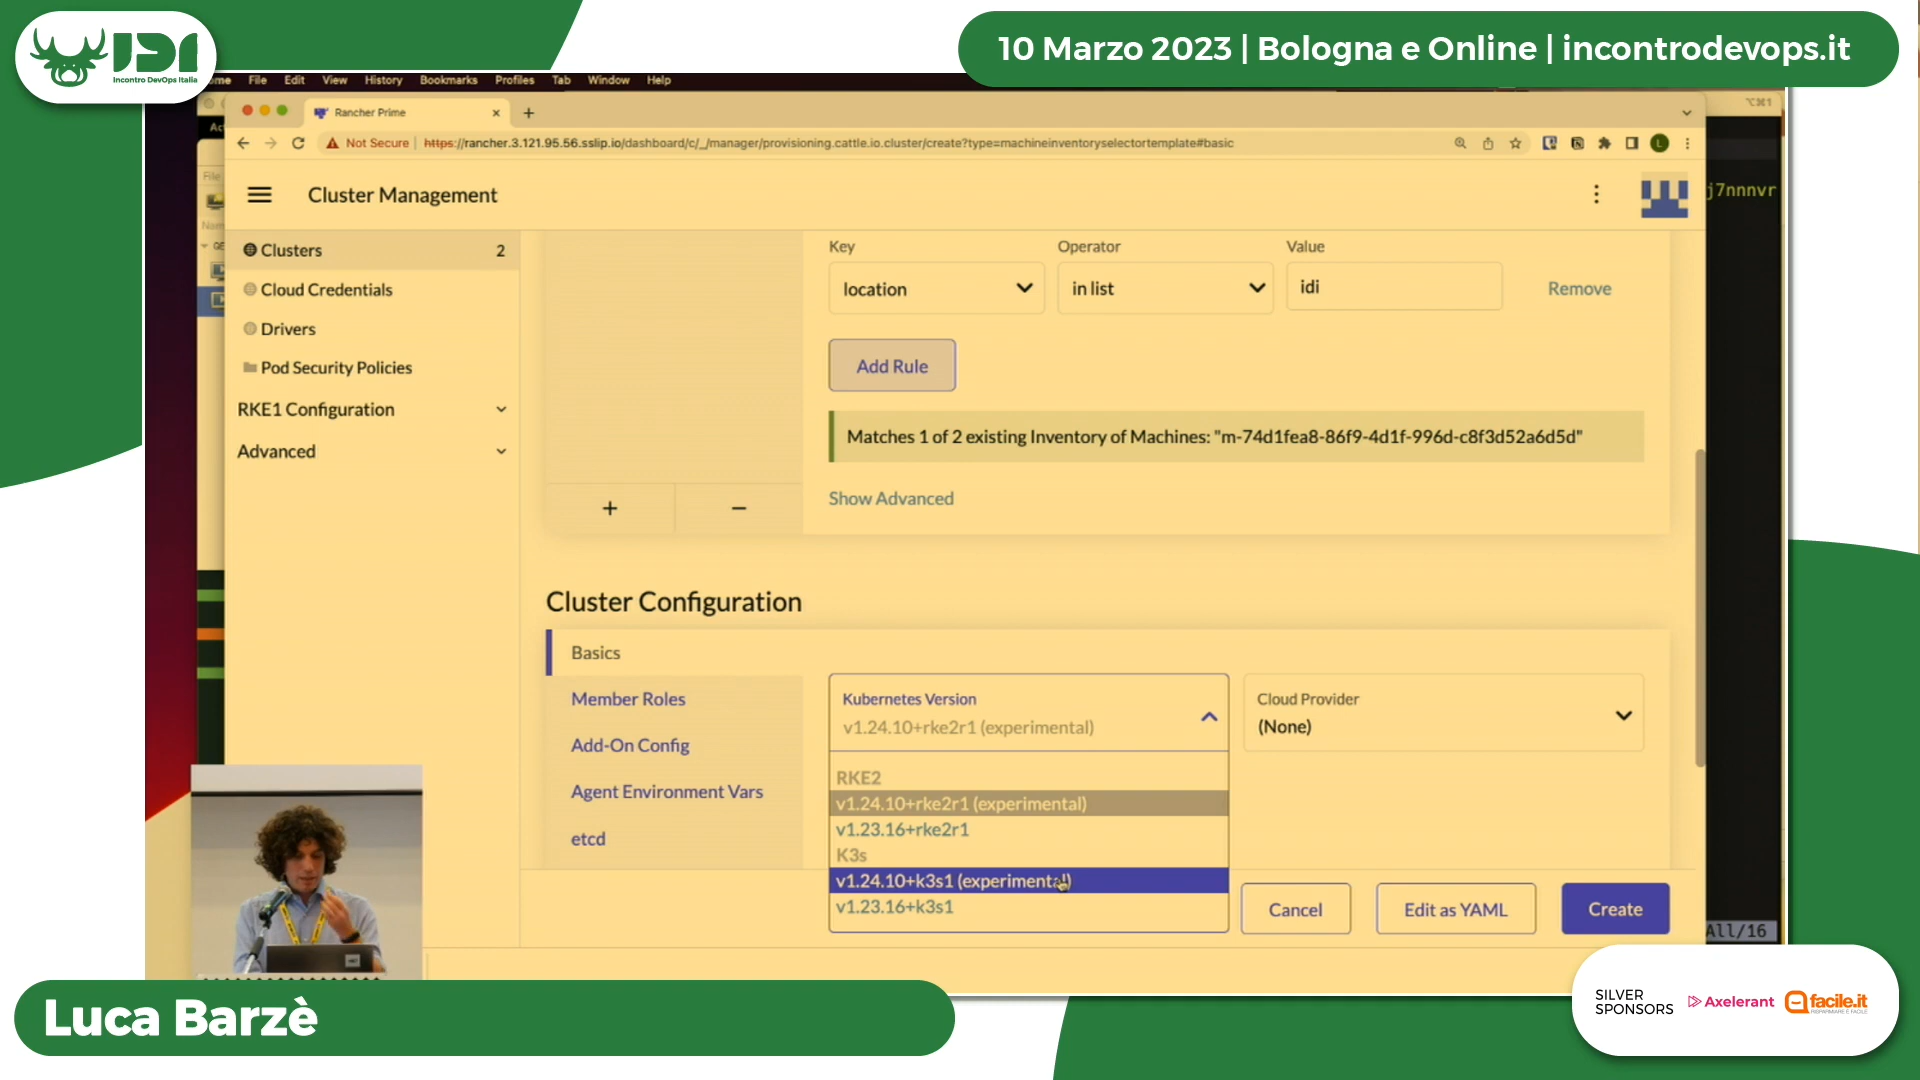 IDI
Incontro DevOps Italia
10 Marzo 2023 | Bologna e Online | incontrodevops.it
File Edit View History Bookmarks Profiles Tab Window Help
Rancher Prime
Not Secure https://rancher.3.121.95.56.sslip.io/dashboard/c/_/manager/provisioning.cattle.io.cluster/create?type=machineinventoryselectortemplate#basic
L
Cluster Management
j7nnnvr
File
Clusters 2
Cloud Credentials
Drivers
Pod Security Policies
RKE1 Configuration
Advanced
Key Operator Value
location in list idi Remove
Add Rule
Matches 1 of 2 existing Inventory of Machines: "m-74d1fea8-86f9-4d1f-996d-c8f3d52a6d5d"
Show Advanced
+ −
Cluster Configuration
Basics
Member Roles
Add-On Config
Agent Environment Vars
etcd
Kubernetes Version
v1.24.10+rke2r1 (experimental)
Cloud Provider
(None)
RKE2
v1.24.10+rke2r1 (experimental)
v1.23.16+rke2r1
K3s
v1.24.10+k3s1 (experimental)
v1.23.16+k3s1
Cancel Edit as YAML Create
All/16
Luca Barzè
SILVER
SPONSORS
Axelerant
facile.it